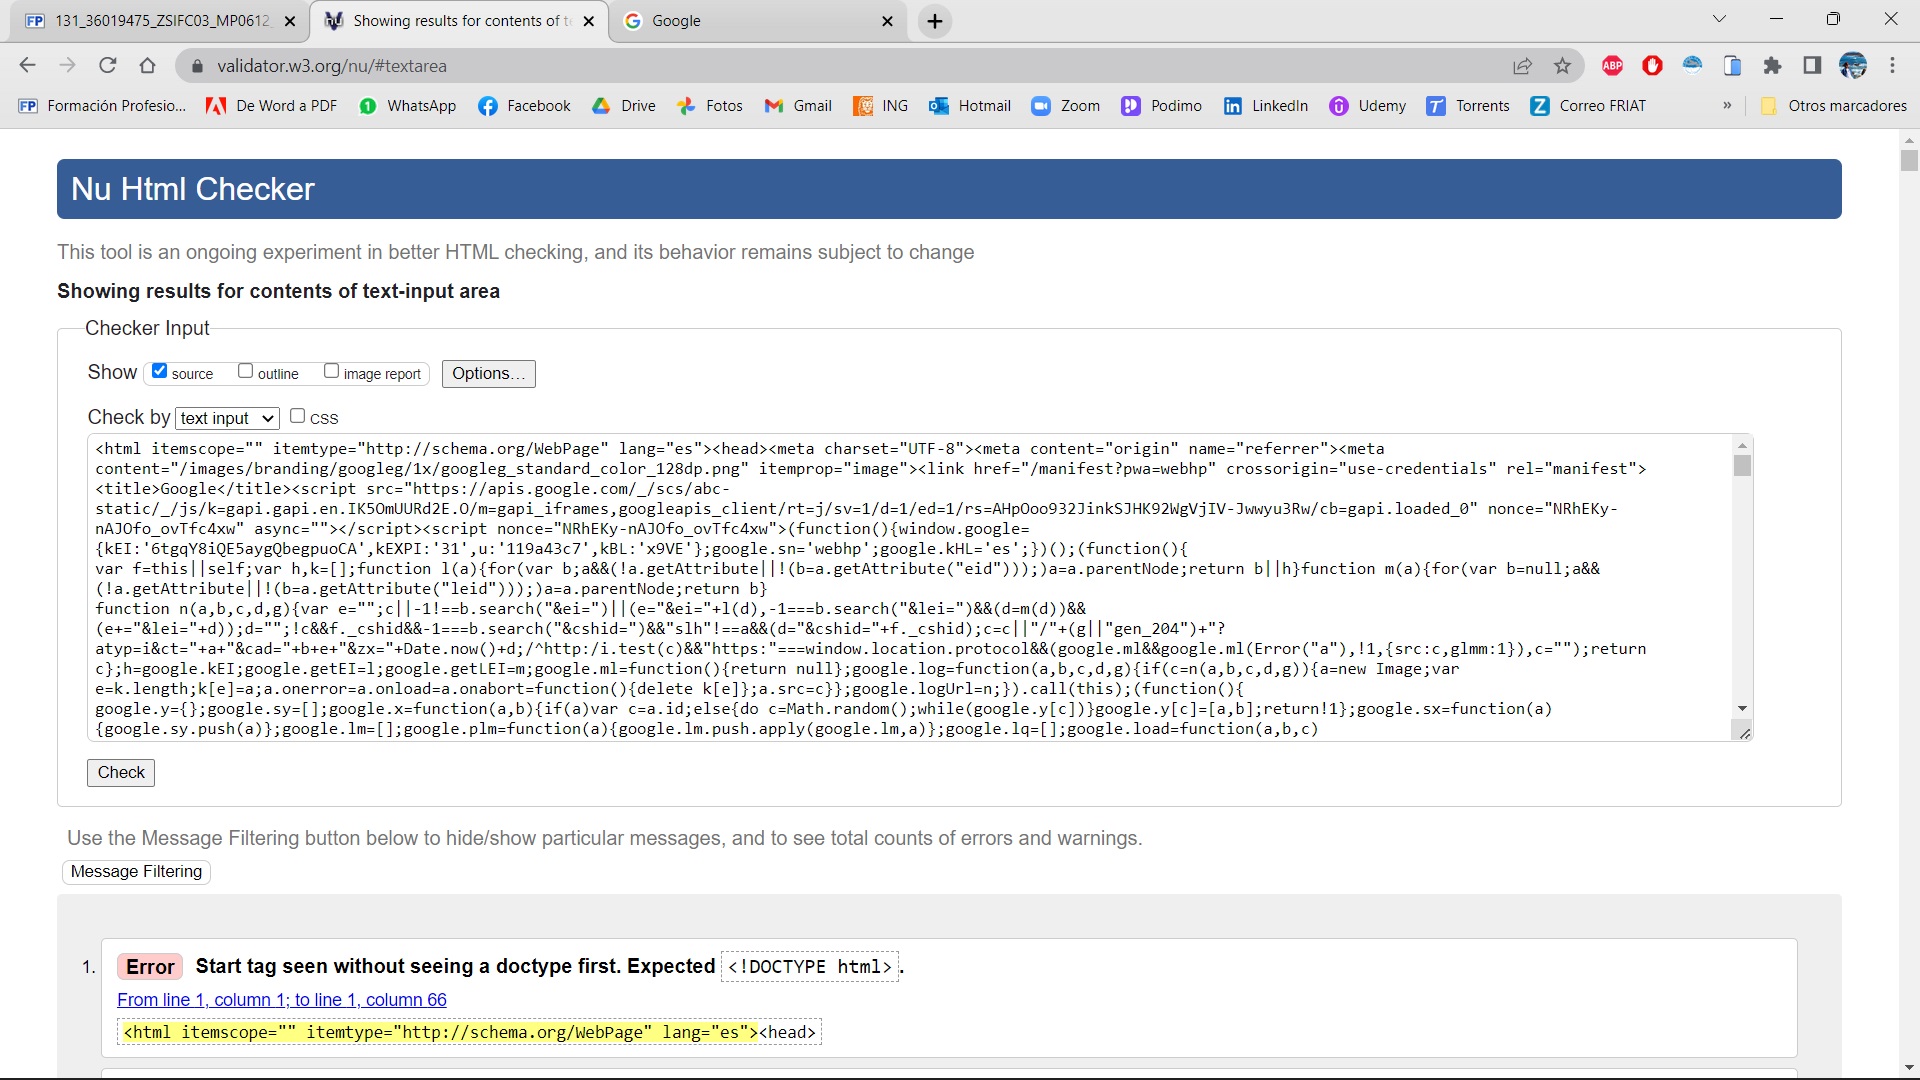 131_36019475_ZSIFC03_MP0612
Showing results for contents of t
Google
validator.w3.org/nu/#textarea
ABP
FP Formación Profesio... De Word a PDF WhatsApp Facebook Drive Fotos Gmail ING Hotmail Zoom Podimo LinkedIn Udemy Torrents Correo FRIAT » Otros marcadores
Nu Html Checker
This tool is an ongoing experiment in better HTML checking, and its behavior remains subject to change
Showing results for contents of text-input area
Checker Input
Show source outline image report Options...
Check by text input css
<html itemscope="" itemtype="http://schema.org/WebPage" lang="es"><head><meta charset="UTF-8"><meta content="origin" name="referrer"><meta
content="/images/branding/googleg/1x/googleg_standard_color_128dp.png" itemprop="image"><link href="/manifest?pwa=webhp" crossorigin="use-credentials" rel="manifest">
<title>Google</title><script src="https://apis.google.com/_/scs/abc-
static/_/js/k=gapi.gapi.en.IK5OmUURd2E.O/m=gapi_iframes,googleapis_client/rt=j/sv=1/d=1/ed=1/rs=AHpOoo932JinkSJHK92WgVjIV-Jwwyu3Rw/cb=gapi.loaded_0" nonce="NRhEKy-
nAJOfo_ovTfc4xw" async=""></script><script nonce="NRhEKy-nAJOfo_ovTfc4xw">(function(){window.google=
{kEI:'6tgqY8iQE5aygQbegpuoCA',kEXPI:'31',u:'119a43c7',kBL:'x9VE'};google.sn='webhp';google.kHL='es';})();(function(){
var f=this||self;var h,k=[];function l(a){for(var b;a&&(!a.getAttribute||!(b=a.getAttribute("eid")));)a=a.parentNode;return b||h}function m(a){for(var b=null;a&&
(!a.getAttribute||!(b=a.getAttribute("leid")));)a=a.parentNode;return b}
function n(a,b,c,d,g){var e="";c||-1!==b.search("&ei=")||(e="&ei="+l(d),-1===b.search("&lei=")&&(d=m(d))&&
(e+="&lei="+d));d="";!c&&f._cshid&&-1===b.search("&cshid=")&&"slh"!==a&&(d="&cshid="+f._cshid);c=c||"/"+(g||"gen_204")+"?
atyp=i&ct="+a+"&cad="+b+e+"&zx="+Date.now()+d;/^http:/i.test(c)&&"https:"===window.location.protocol&&(google.ml&&google.ml(Error("a"),!1,{src:c,glmm:1}),c="");return
c};h=google.kEI;google.getEI=l;google.getLEI=m;google.ml=function(){return null};google.log=function(a,b,c,d,g){if(c=n(a,b,c,d,g)){a=new Image;var
e=k.length;k[e]=a;a.onerror=a.onload=a.onabort=function(){delete k[e]};a.src=c}};google.logUrl=n;}).call(this);(function(){
google.y={};google.sy=[];google.x=function(a,b){if(a)var c=a.id;else{do c=Math.random();while(google.y[c])}google.y[c]=[a,b];return!1};google.sx=function(a)
{google.sy.push(a)};google.lm=[];google.plm=function(a){google.lm.push.apply(google.lm,a)};google.lq=[];google.load=function(a,b,c)
Check
Use the Message Filtering button below to hide/show particular messages, and to see total counts of errors and warnings.
Message Filtering
1. Error Start tag seen without seeing a doctype first. Expected <!DOCTYPE html>.
From line 1, column 1; to line 1, column 66
<html itemscope="" itemtype="http://schema.org/WebPage" lang="es"><head>